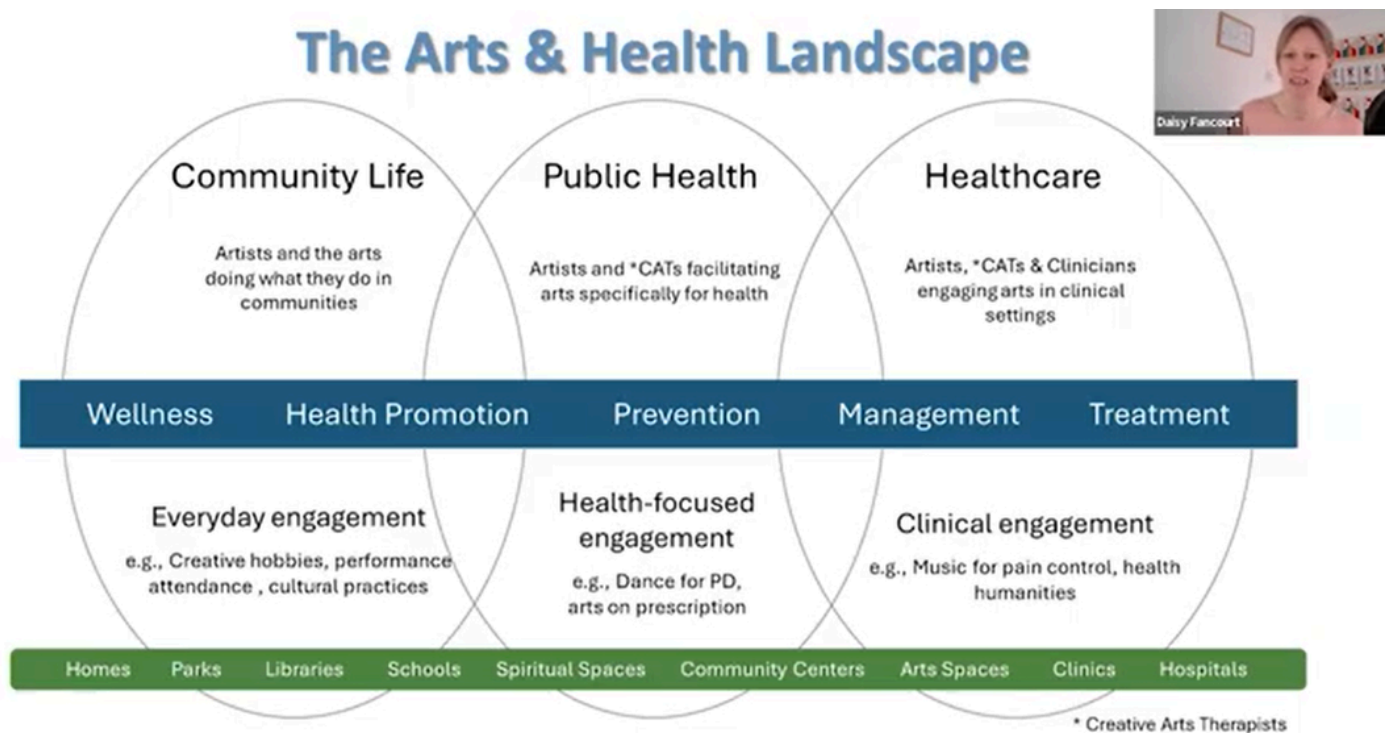 The Arts & Health Landscape
Daisy Fancourt
Community Life
Artists and the arts
doing what they do in
communities
Public Health
Artists and *CATs facilitating
arts specifically for health
Healthcare
Artists, *CATs & Clinicians
engaging arts in clinical
settings
Wellness Health Promotion Prevention Management Treatment
Everyday engagement
e.g., Creative hobbies, performance
attendance , cultural practices
Health-focused
engagement
e.g., Dance for PD,
arts on prescription
Clinical engagement
e.g., Music for pain control, health
humanities
Homes Parks Libraries Schools Spiritual Spaces Community Centers Arts Spaces Clinics Hospitals
* Creative Arts Therapists